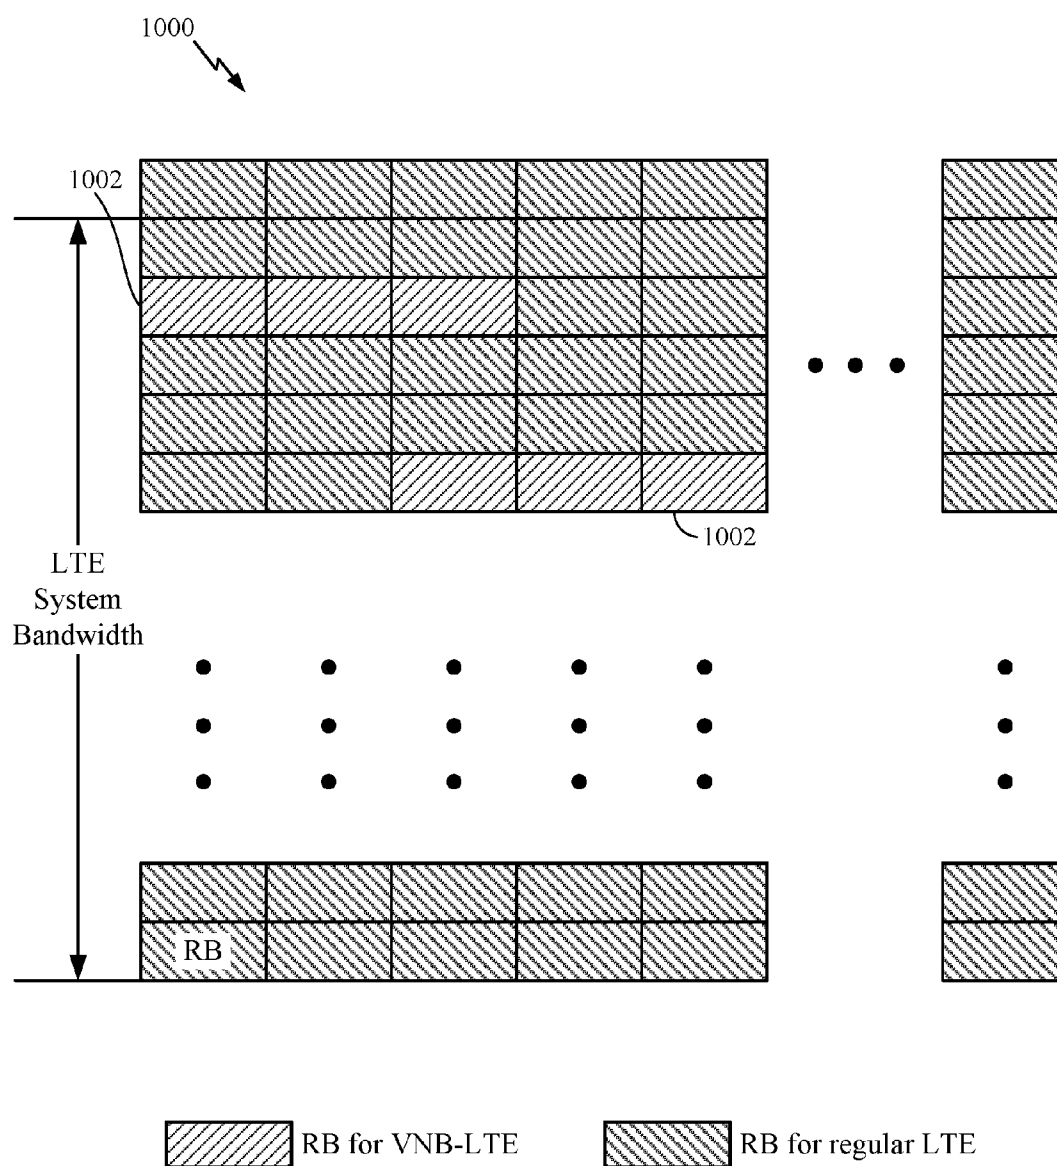 1000
1002
1002
LTE
System
Bandwidth
RB
RB for VNB-LTE
RB for regular LTE